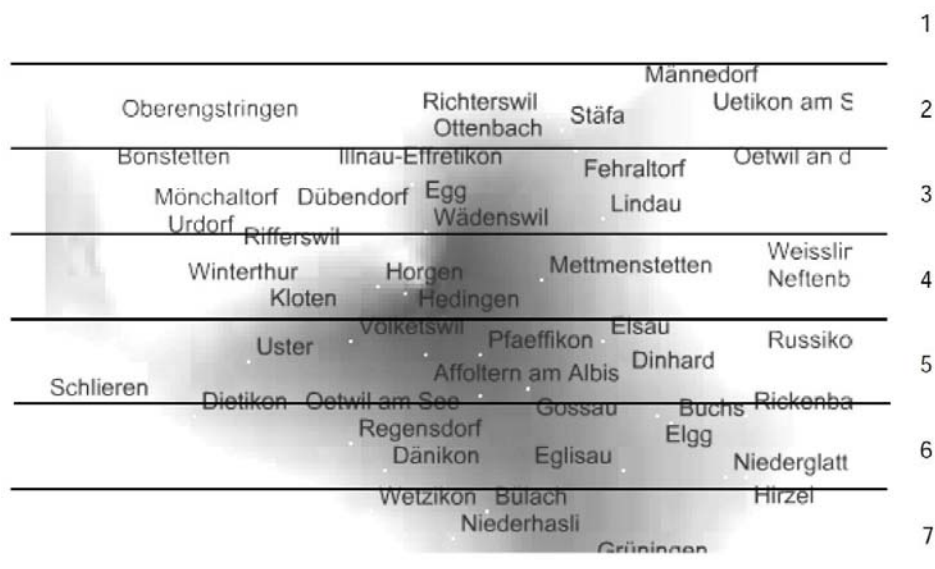 1
Männedorf
Oberengstringen Richterswil Stäfa Uetikon am S 2
Ottenbach
Bonstetten Illnau-Effretikon Fehraltorf Oetwil an d
Mönchaltorf Dübendorf Egg Lindau 3
Urdorf Wädenswil
Rifferswil
Winterthur Horgen Mettmenstetten Weisslin
Kloten Hedingen Neftenb 4
Volketswil Elsau
Uster Pfaeffikon Dinhard Russiko 5
Schlieren Affoltern am Albis
Dietikon Oetwil am See Gossau Buchs Rickenba
Regensdorf Elgg
Dänikon Eglisau Niederglatt 6
Wetzikon Bülach Hirzel
Niederhasli
Grüningen 7